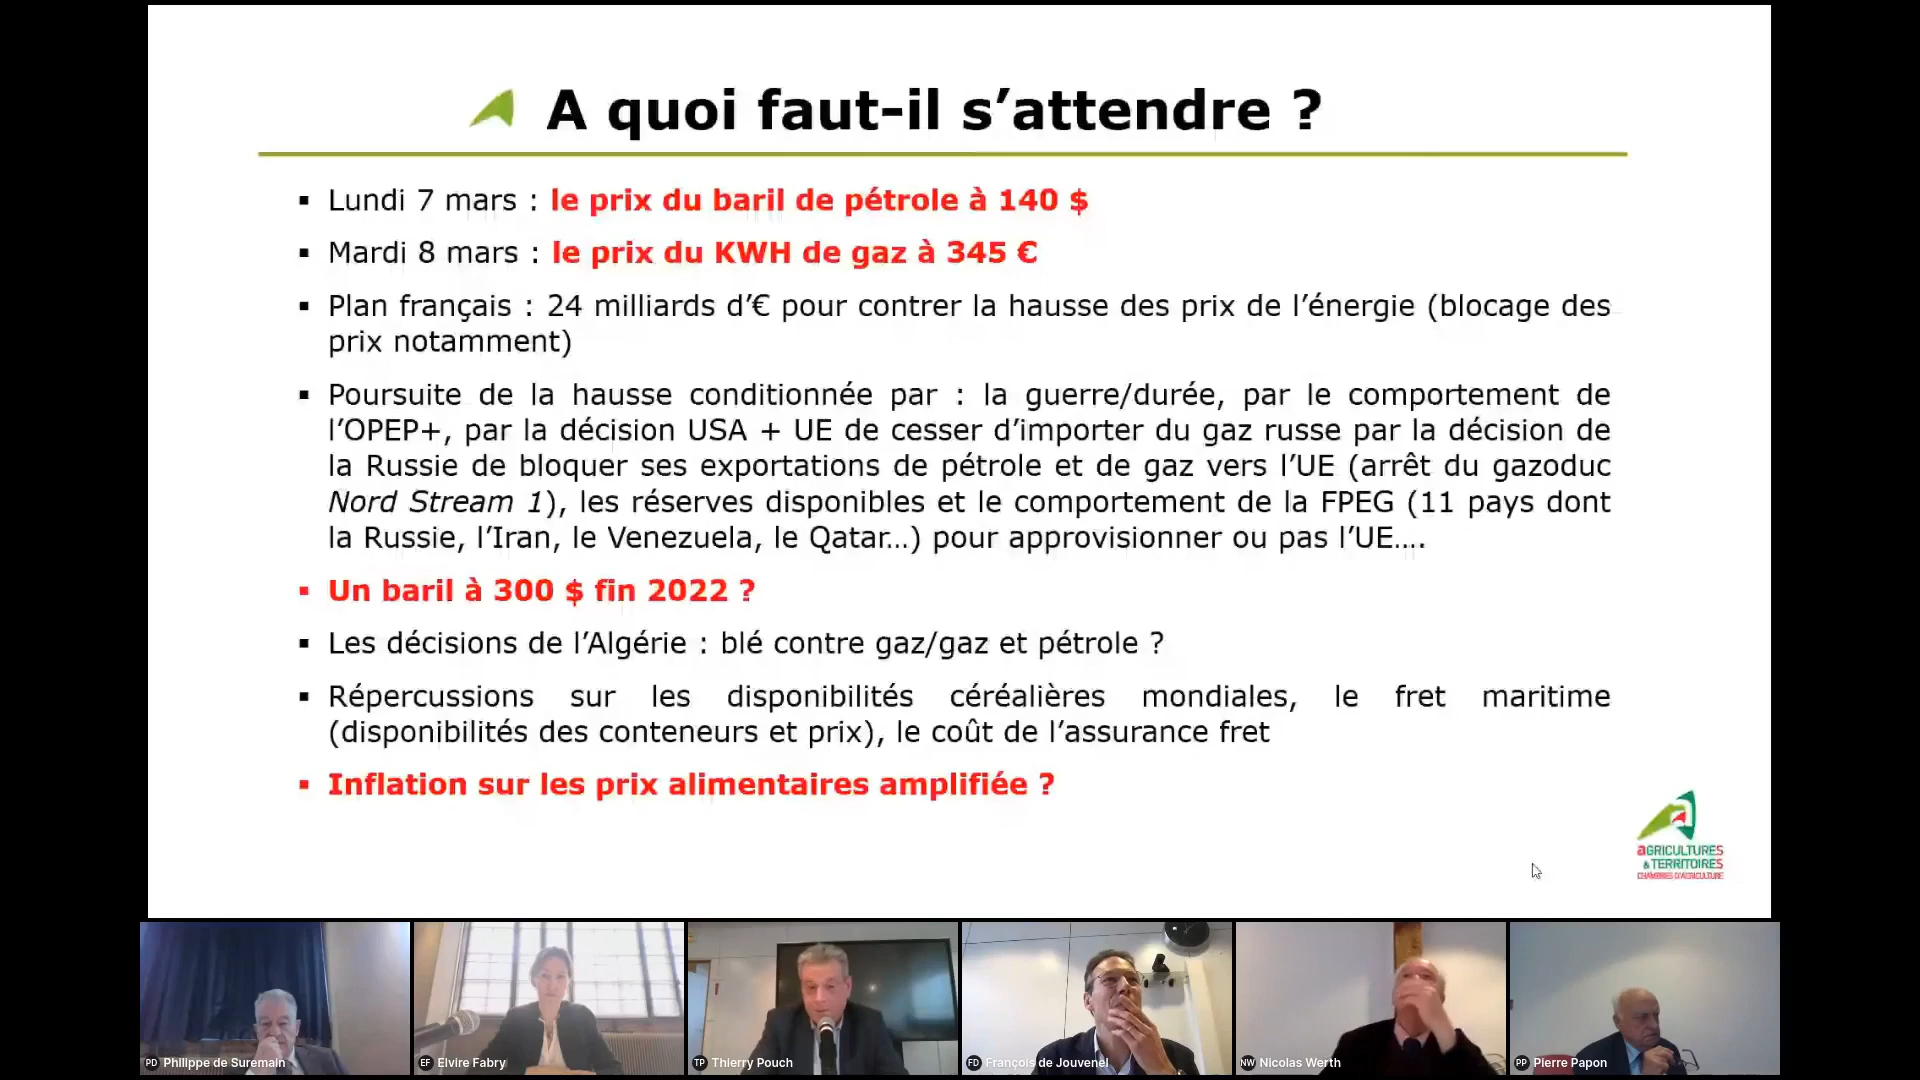 A quoi faut-il s’attendre ?
▪ Lundi 7 mars : le prix du baril de pétrole à 140 $
▪ Mardi 8 mars : le prix du KWH de gaz à 345 €
▪ Plan français : 24 milliards d’€ pour contrer la hausse des prix de l’énergie (blocage des
prix notamment)
▪ Poursuite de la hausse conditionnée par : la guerre/durée, par le comportement de
l’OPEP+, par la décision USA + UE de cesser d’importer du gaz russe par la décision de
la Russie de bloquer ses exportations de pétrole et de gaz vers l’UE (arrêt du gazoduc
Nord Stream 1), les réserves disponibles et le comportement de la FPEG (11 pays dont
la Russie, l’Iran, le Venezuela, le Qatar…) pour approvisionner ou pas l’UE….
▪ Un baril à 300 $ fin 2022 ?
▪ Les décisions de l’Algérie : blé contre gaz/gaz et pétrole ?
▪ Répercussions sur les disponibilités céréalières mondiales, le fret maritime
(disponibilités des conteneurs et prix), le coût de l’assurance fret
▪ Inflation sur les prix alimentaires amplifiée ?
aGRICULTURES
& TERRITOIRES
CHAMBRES D’AGRICULTURE
PD Philippe de Suremain
EF Elvire Fabry
TP Thierry Pouch
FD François de Jouvenel
NW Nicolas Werth
PP Pierre Papon